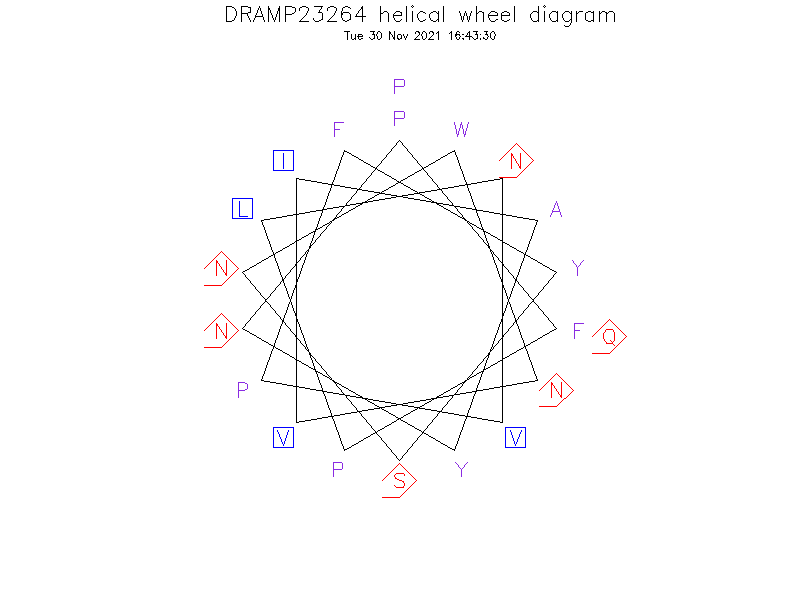 DRAMP23264 helical wheel diagram
Tue 30 Nov 2021 16:43:30
P
F P W
I N
L A
N Y
N F Q
P N
V V
P Y
S